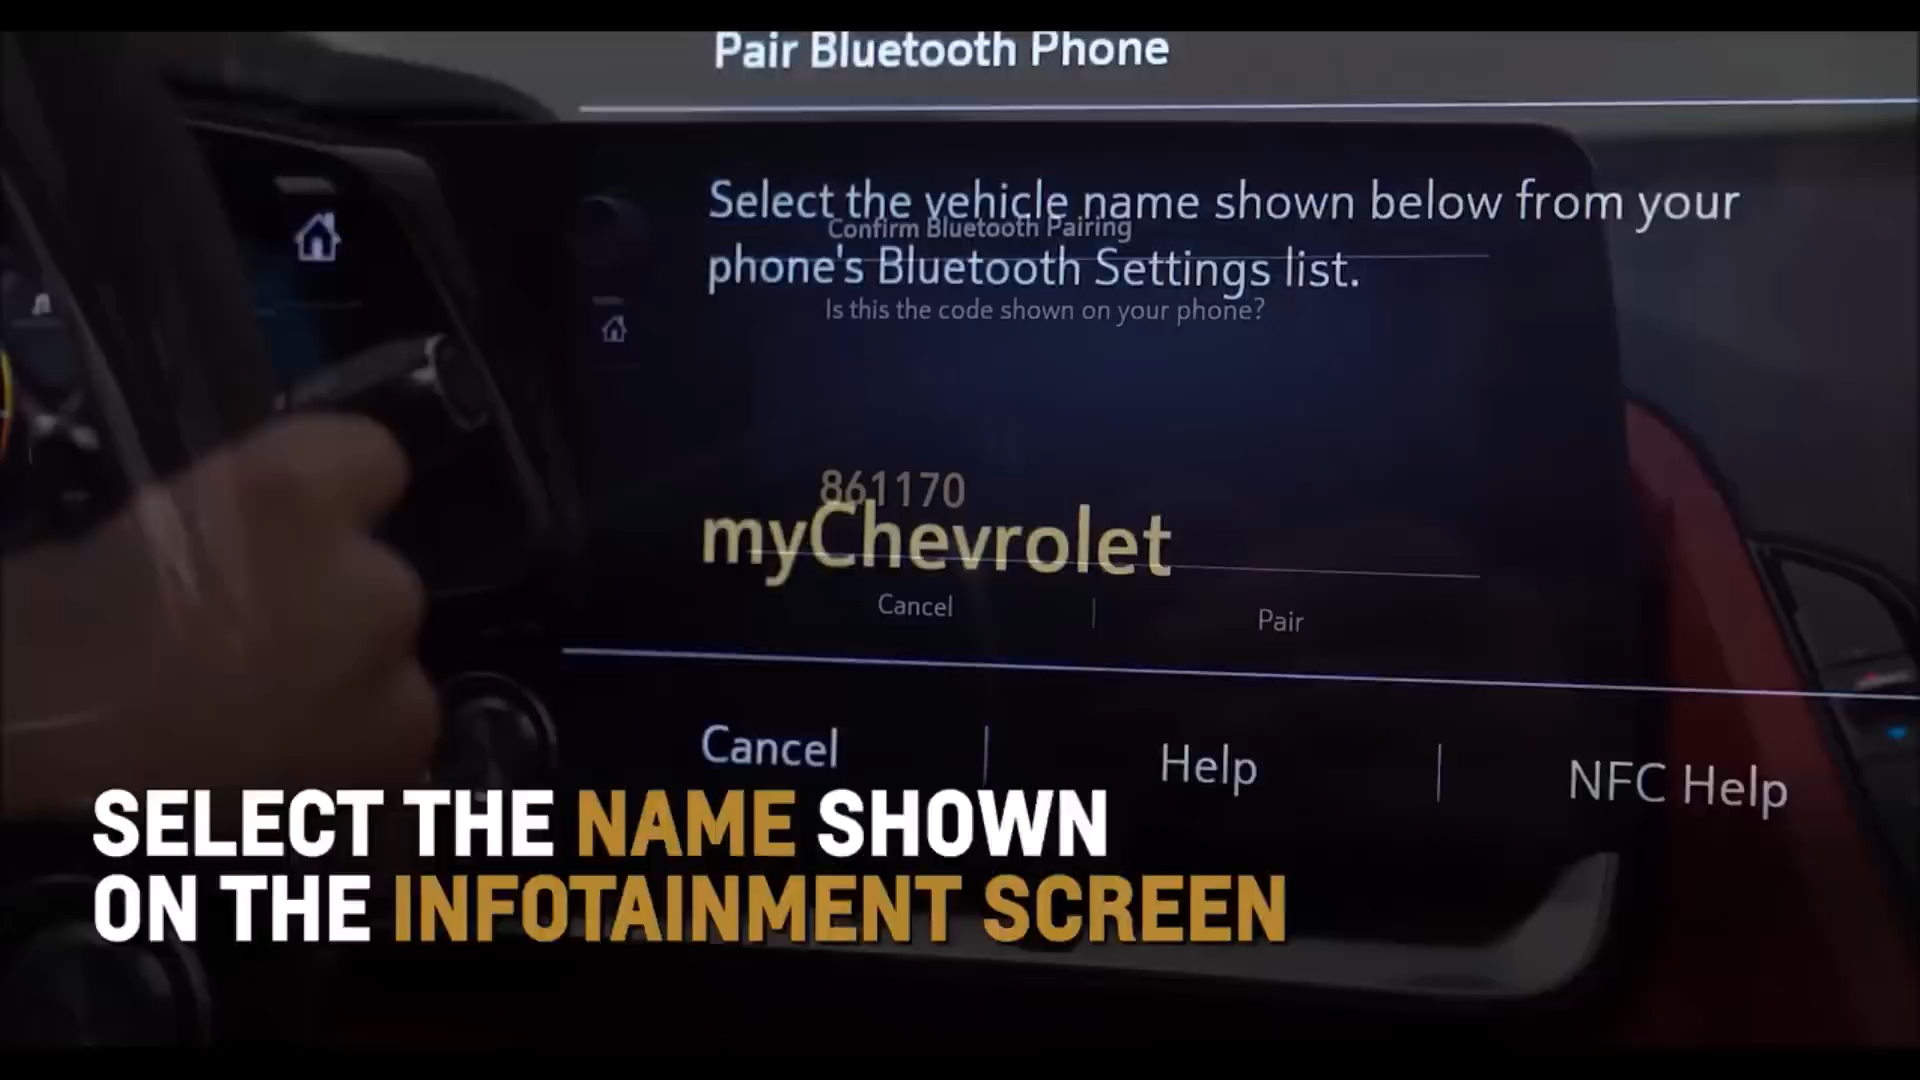 Pair Bluetooth Phone
Select the vehicle name shown below from your
Confirm Bluetooth Pairing
phone's Bluetooth Settings list.
Is this the code shown on your phone?
861170
myChevrolet
Cancel
Pair
Cancel
Help
NFC Help
SELECT THE NAME SHOWN
ON THE INFOTAINMENT SCREEN